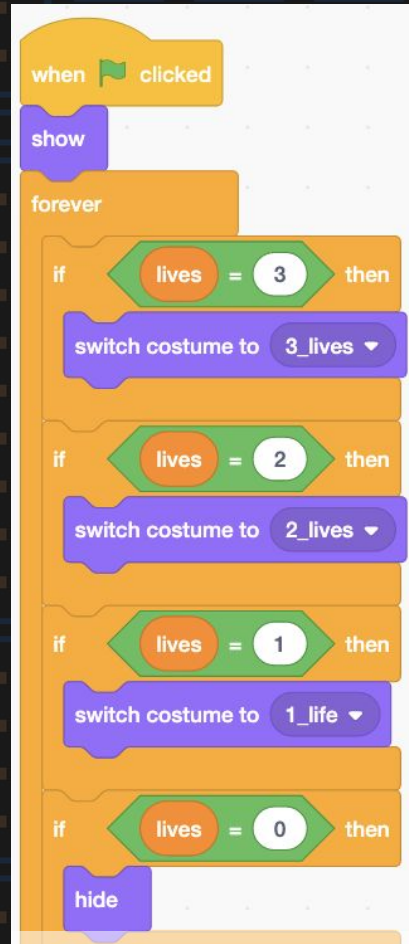 when clicked
show
forever
if lives = 3 then
switch costume to 3_lives
if lives = 2 then
switch costume to 2_lives
if lives = 1 then
switch costume to 1_life
if lives = 0 then
hide